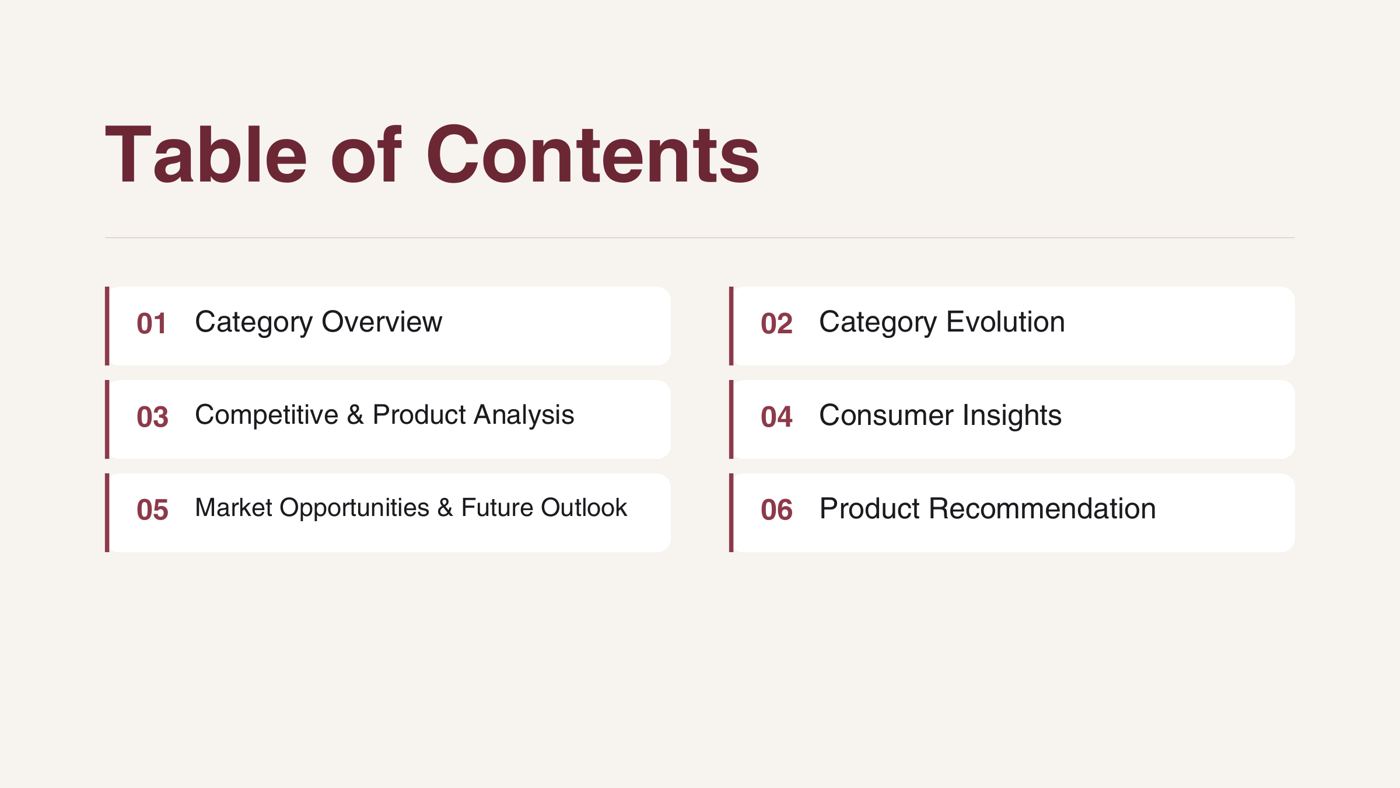 Table of Contents
01 Category Overview
02 Category Evolution
03 Competitive & Product Analysis
04 Consumer Insights
05 Market Opportunities & Future Outlook
06 Product Recommendation